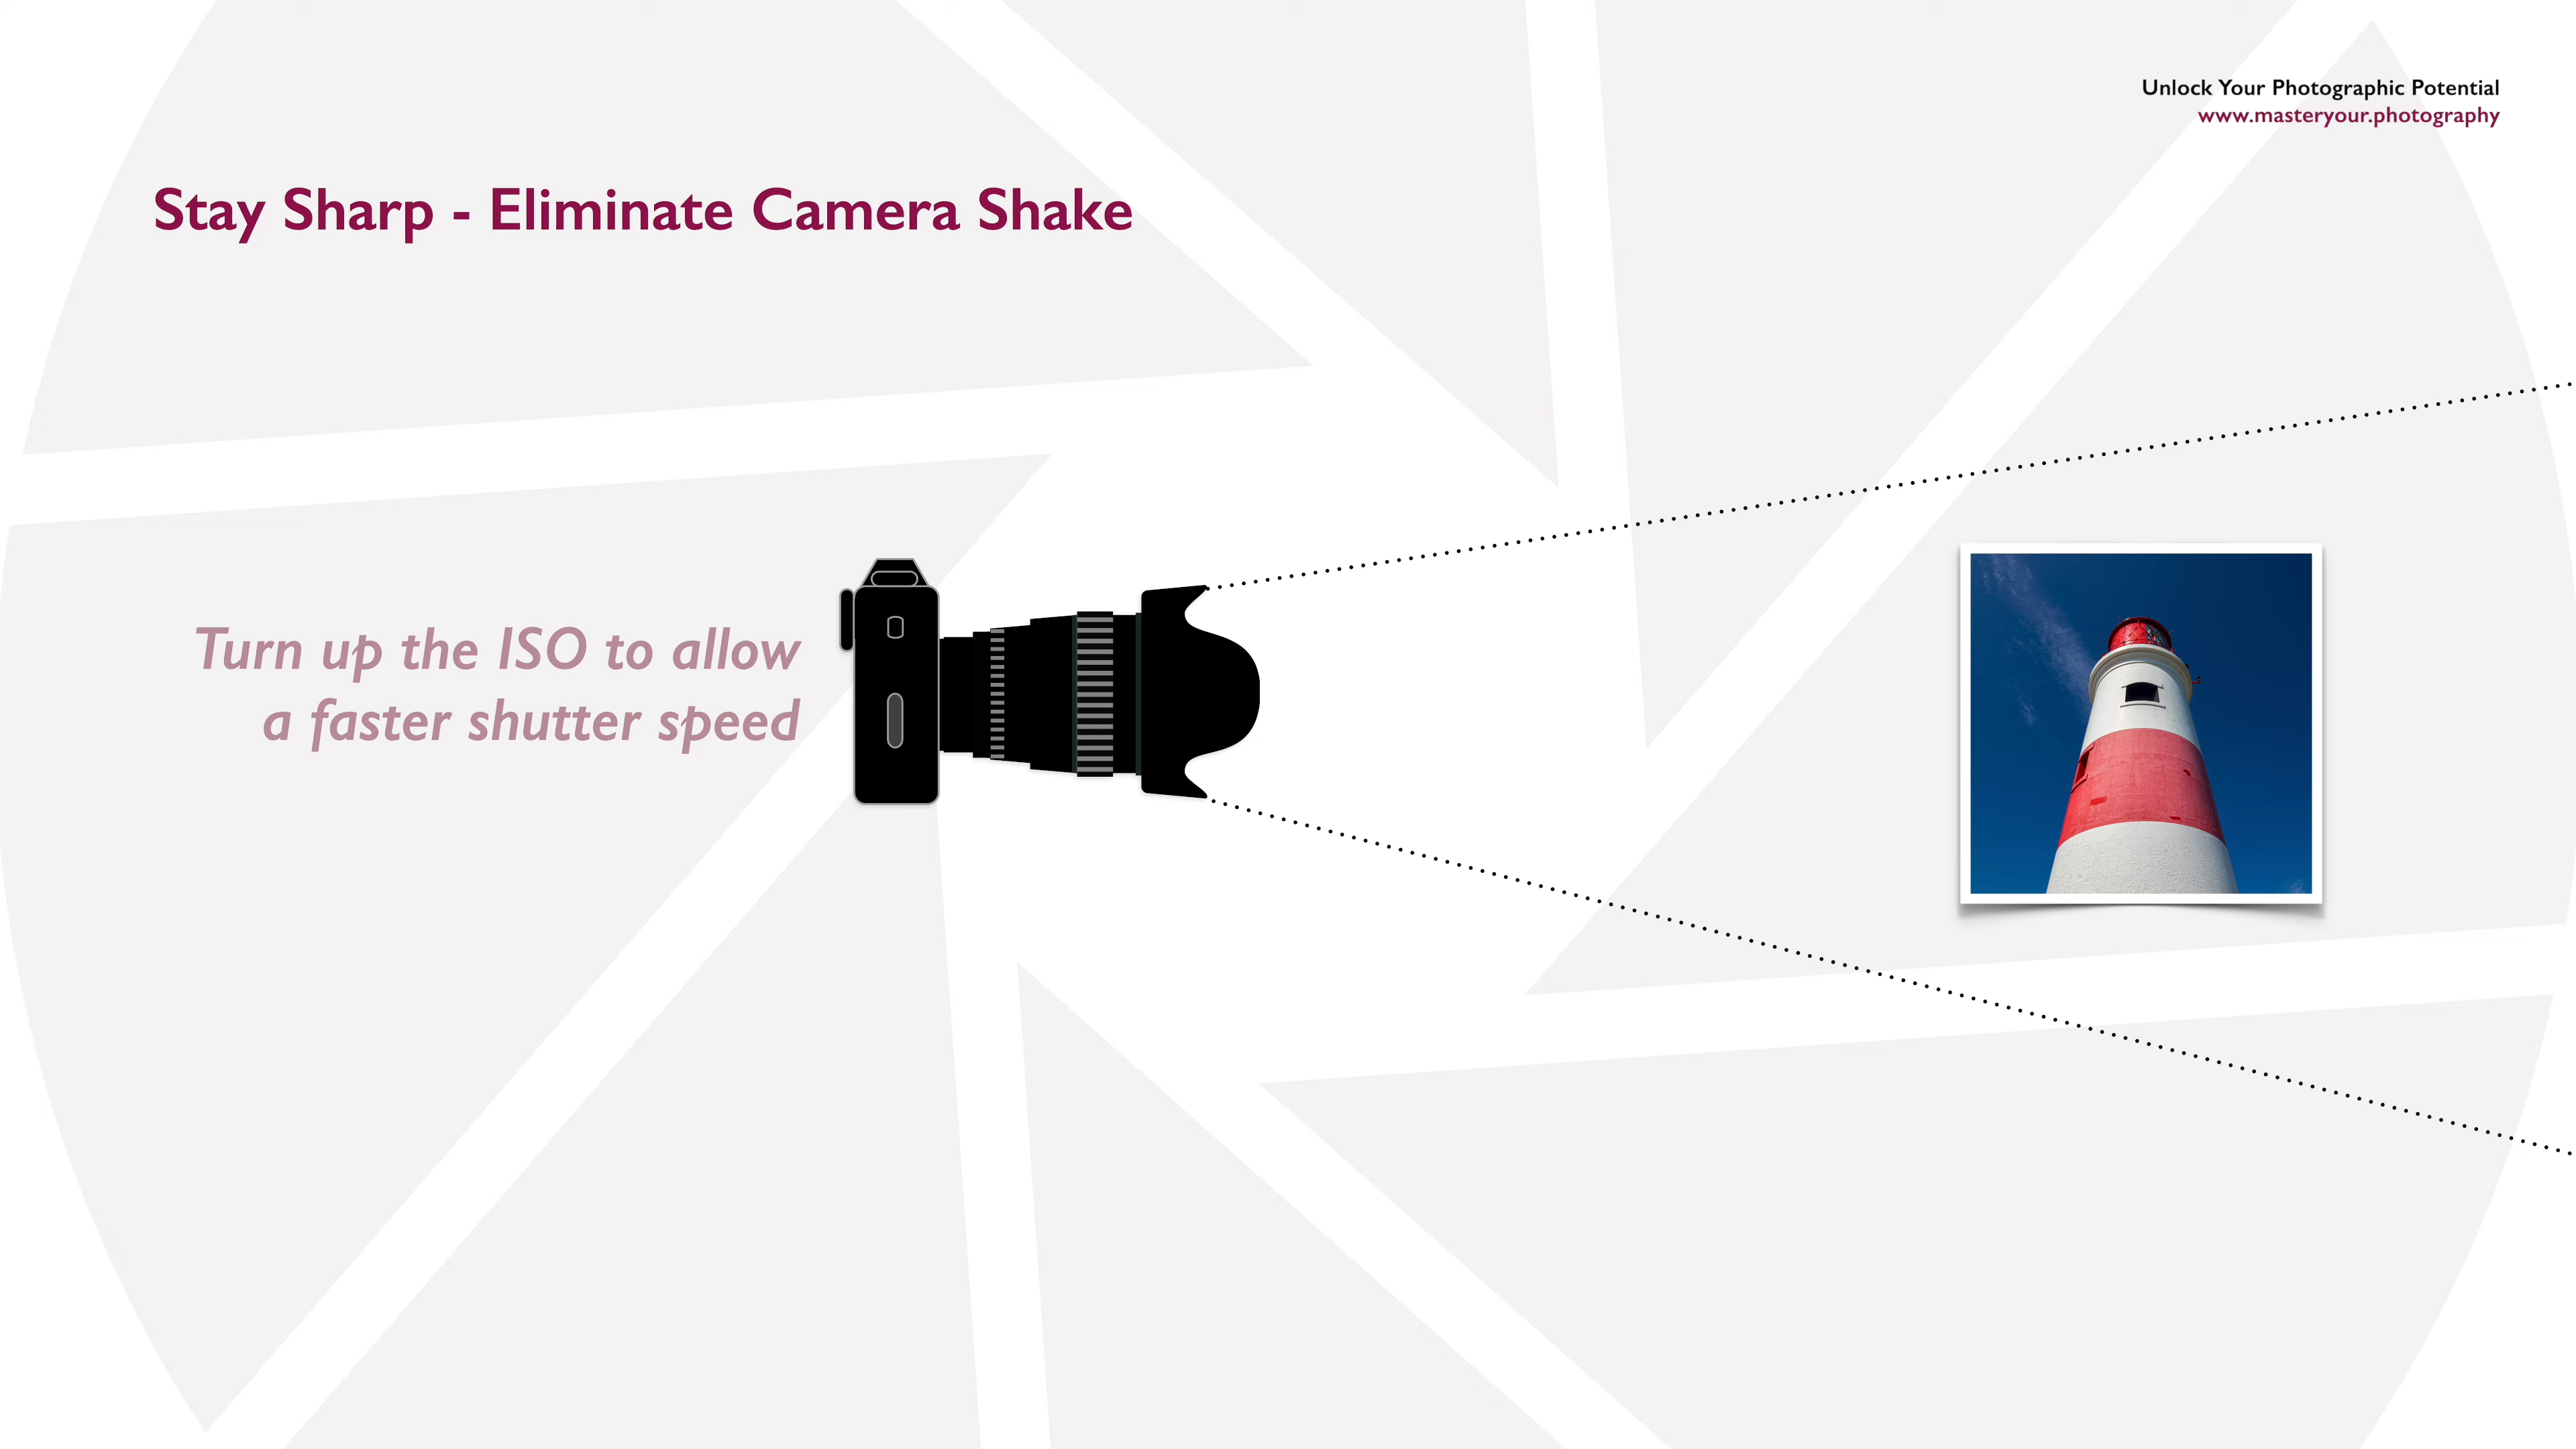 Unlock Your Photographic Potential
www.masteryour.photography
Stay Sharp - Eliminate Camera Shake
Turn up the ISO to allow
a faster shutter speed